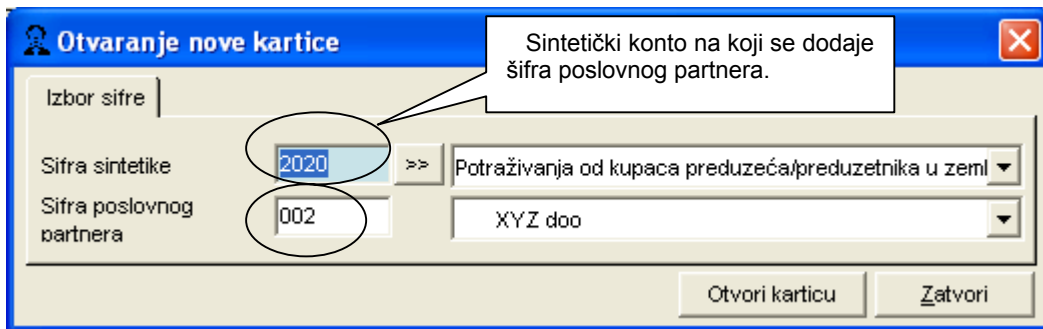 Otvaranje nove kartice
Sintetički konto na koji se dodaje
šifra poslovnog partnera.
Izbor sifre
Sifra sintetike 2020 >> Potraživanja od kupaca preduzeća/preduzetnika u zeml
Sifra poslovnog
partnera
002 XYZ doo
Otvori karticu Zatvori